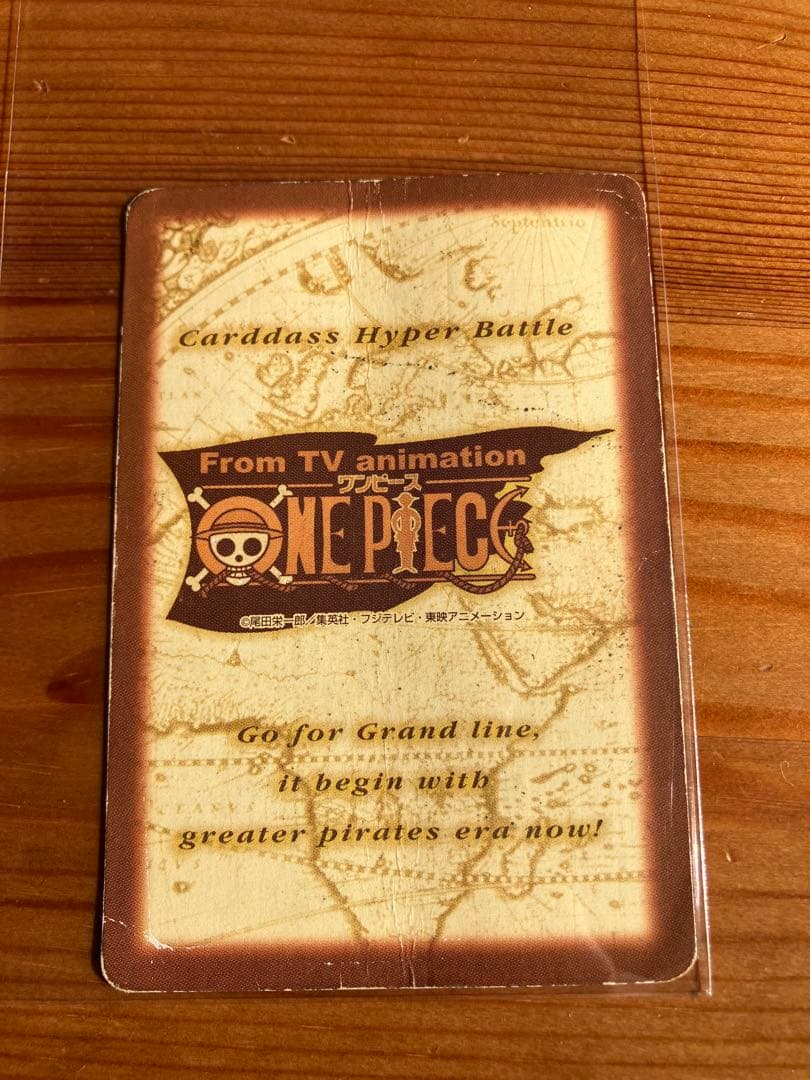 Septentrio
Carddass Hyper Battle
From TV animation
ワンピース
ONE PIECE
©尾田栄一郎/集英社・フジテレビ・東映アニメーション
Go for Grand line,
it begin with
greater pirates era now!